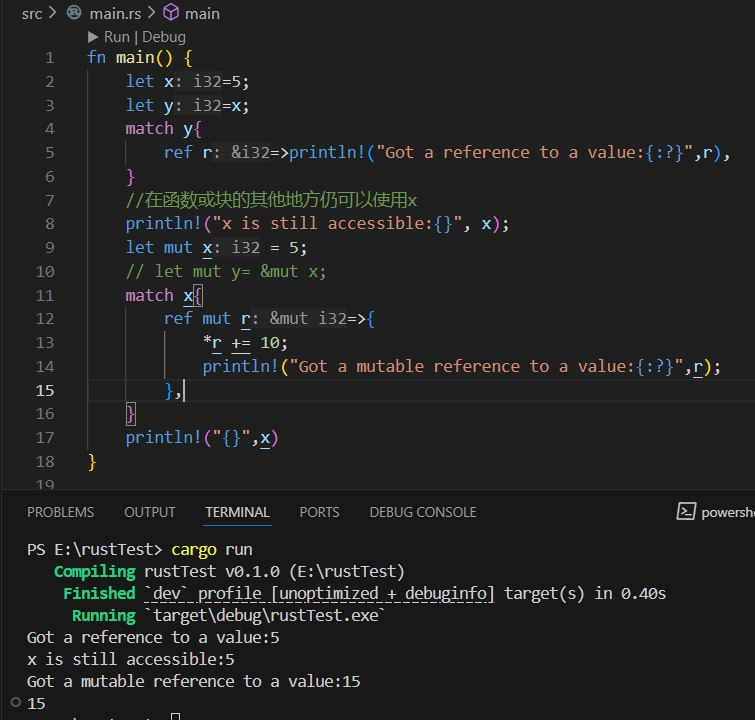 src > main.rs > main
Run | Debug
1 fn main() {
2 let x: i32=5;
3 let y: i32=x;
4 match y{
5 ref r: &i32=>println!("Got a reference to a value:{:?}",r),
6 }
7 //在函数或块的其他地方仍可以使用x
8 println!("x is still accessible:{}", x);
9 let mut x: i32 = 5;
10 // let mut y= &mut x;
11 match x{
12 ref mut r: &mut i32=>{
13 *r += 10;
14 println!("Got a mutable reference to a value:{:?}",r);
15 },
16 }
17 println!("{}",x)
18 }
19
PROBLEMS OUTPUT TERMINAL PORTS DEBUG CONSOLE
PS E:\rustTest> cargo run
Compiling rustTest v0.1.0 (E:\rustTest)
Finished `dev` profile [unoptimized + debuginfo] target(s) in 0.40s
Running `target\debug\rustTest.exe`
Got a reference to a value:5
x is still accessible:5
Got a mutable reference to a value:15
15